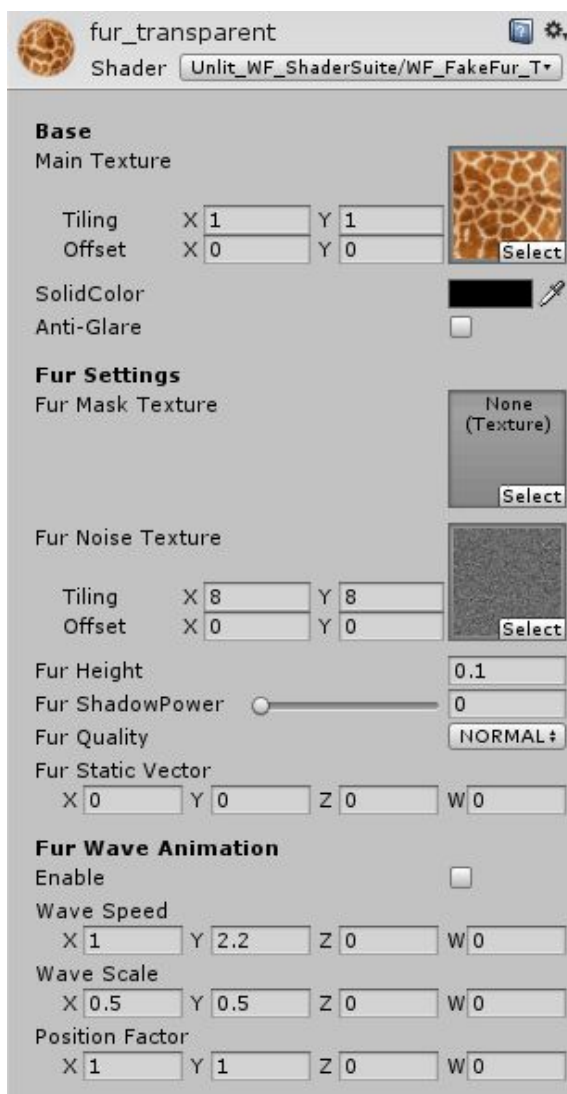 fur_transparent
Shader Unlit_WF_ShaderSuite/WF_FakeFur_T
Base
Main Texture
Tiling X 1 Y 1
Offset X 0 Y 0 Select
SolidColor
Anti-Glare
Fur Settings
Fur Mask Texture None
(Texture)
Select
Fur Noise Texture
Tiling X 8 Y 8
Offset X 0 Y 0 Select
Fur Height 0.1
Fur ShadowPower 0
Fur Quality NORMAL
Fur Static Vector
X 0 Y 0 Z 0 W 0
Fur Wave Animation
Enable
Wave Speed
X 1 Y 2.2 Z 0 W 0
Wave Scale
X 0.5 Y 0.5 Z 0 W 0
Position Factor
X 1 Y 1 Z 0 W 0